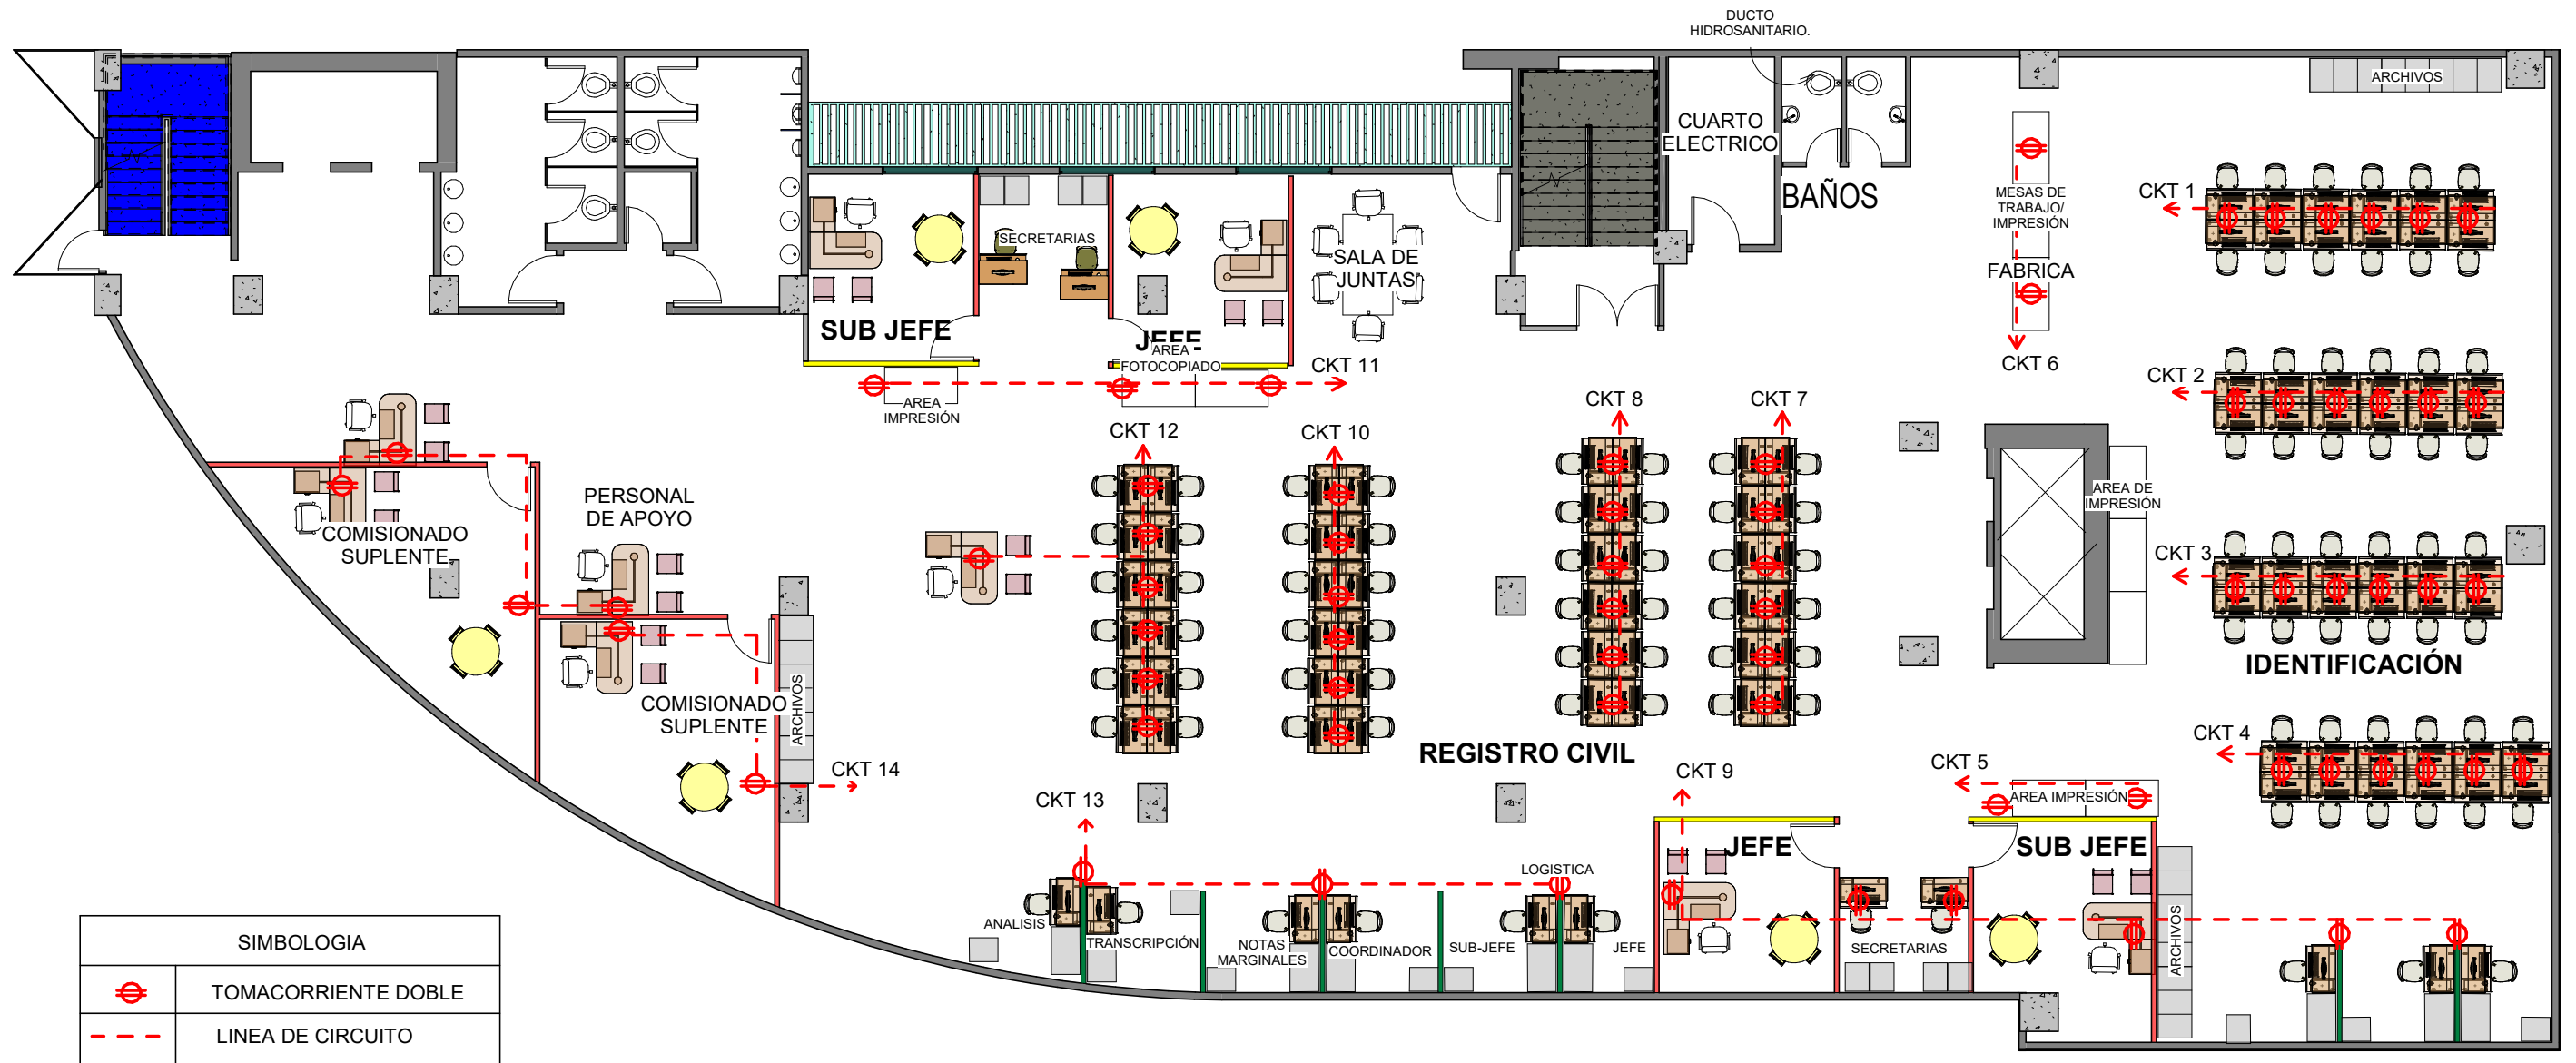 DUCTO
HIDROSANITARIO.
ARCHIVOS
CUARTO
ELECTRICO
BAÑOS
MESAS DE
TRABAJO/
IMPRESIÓN
FABRICA
CKT 6
CKT 1
CKT 2
CKT 3
CKT 4
IDENTIFICACIÓN
AREA DE
IMPRESIÓN
SECRETARIAS
SALA DE
JUNTAS
SUB JEFE
JEFE
AREA
FOTOCOPIADO
CKT 11
AREA
IMPRESIÓN
CKT 12
CKT 10
CKT 8
CKT 7
PERSONAL
DE APOYO
COMISIONADO
SUPLENTE
COMISIONADO
SUPLENTE
ARCHIVOS
CKT 14
REGISTRO CIVIL
CKT 13
CKT 9
CKT 5
AREA IMPRESIÓN
JEFE
SUB JEFE
LOGISTICA
ANALISIS
TRANSCRIPCIÓN
NOTAS
MARGINALES
COORDINADOR
SUB-JEFE
JEFE
SECRETARIAS
ARCHIVOS
SIMBOLOGIA
TOMACORRIENTE DOBLE
LINEA DE CIRCUITO